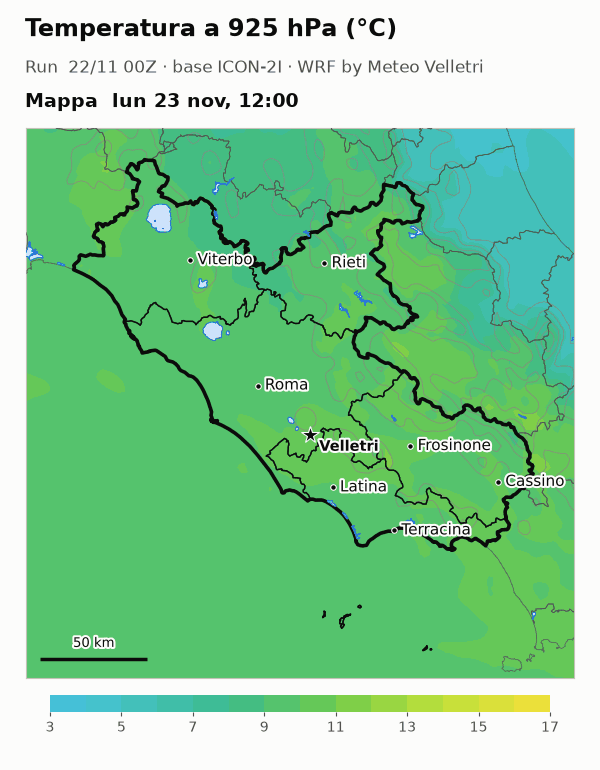 Temperatura a 925 hPa (°C)
Run  22/11 00Z · base ICON-2I · WRF by Meteo Velletri
Mappa  lun 23 nov, 12:00
Viterbo
Rieti
Roma
Velletri
Frosinone
Cassino
Latina
Terracina
50 km
3 5 7 9 11 13 15 17